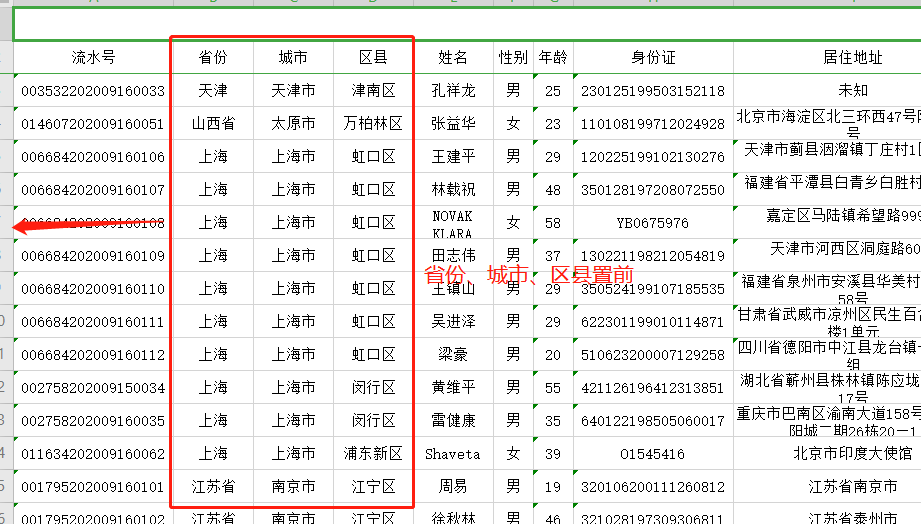 流水号 省份 城市 区县 姓名 性别 年龄 身份证 居住地址
003532202009160033 天津 天津市 津南区 孔祥龙 男 25 230125199503152118 未知
014607202009160051 山西省 太原市 万柏林区 张益华 女 23 110108199712024928 北京市海淀区北三环西47号
号
006684202009160106 上海 上海市 虹口区 王建平 男 29 120225199102130276 天津市蓟县洇溜镇丁庄村1
006684202009160107 上海 上海市 虹口区 林载祝 男 48 350128197208072550 福建省平潭县白青乡白胜村
006684202009160108 上海 上海市 虹口区 NOVAK KLARA 女 58 YB0675976 嘉定区马陆镇希望路999
006684202009160109 上海 上海市 虹口区 田志伟 男 37 130221198212054819 天津市河西区洞庭路60
省份、城市、区县置前
006684202009160110 上海 上海市 虹口区 王镇山 男 29 350524199107185535 福建省泉州市安溪县华美村
58号
006684202009160111 上海 上海市 虹口区 吴进泽 男 29 622301199010114871 甘肃省武威市凉州区民生百
楼1单元
006684202009160112 上海 上海市 虹口区 梁豪 男 20 510623200007129258 四川省德阳市中江县龙台镇
组
002758202009150034 上海 上海市 闵行区 黄维平 男 55 421126196412313851 湖北省蕲州县株林镇陈应垅
17号
002758202009160035 上海 上海市 闵行区 雷健康 男 35 640122198505060017 重庆市巴南区渝南大道158号
阳城二期26栋20-1
011634202009160062 上海 上海市 浦东新区 Shaveta 女 39 O1545416 北京市印度大使馆
001795202009160101 江苏省 南京市 江宁区 周易 男 19 320106200111260812 江苏省南京市
001795202009160102 江苏省 南京市 江宁区 徐秋林 男 46 321028197309306811 江苏省泰州市